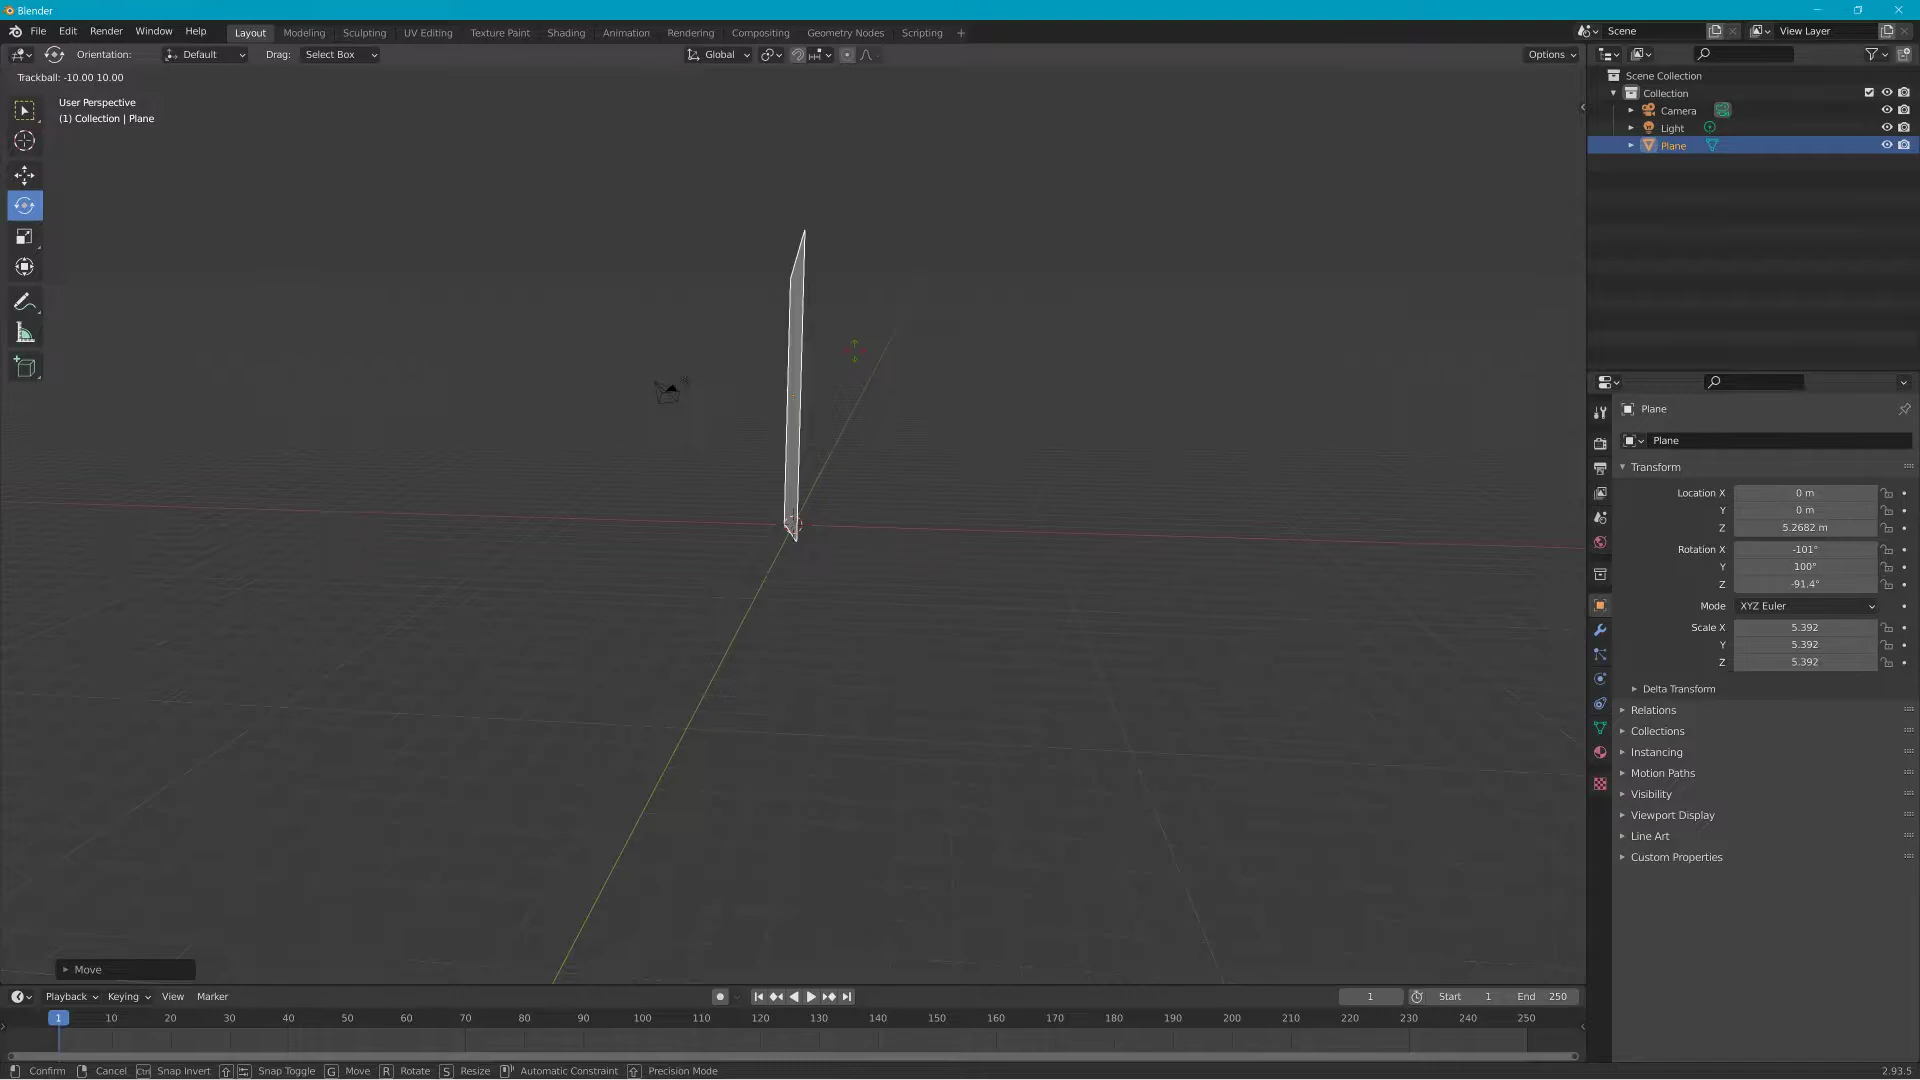 Blender
File Edit Render Window Help Layout Modeling Sculpting UV Editing Texture Paint Shading Animation Rendering Compositing Geometry Nodes Scripting + Scene View Layer
Orientation: Default Drag: Select Box Global Options
Trackball: -10.00 10.00
User Perspective
(1) Collection | Plane
Scene Collection
Collection
Camera
Light
Plane
Plane
Plane
Transform
Location X 0 m
Y 0 m
Z 5.2682 m
Rotation X -101°
Y 100°
Z -91.4°
Mode XYZ Euler
Scale X 5.392
Y 5.392
Z 5.392
Delta Transform
Relations
Collections
Instancing
Motion Paths
Visibility
Viewport Display
Line Art
Custom Properties
Move
Playback Keying View Marker 1 Start 1 End 250
1 10 20 30 40 50 60 70 80 90 100 110 120 130 140 150 160 170 180 190 200 210 220 230 240 250
Confirm Cancel Ctrl Snap Invert Snap Toggle G Move R Rotate S Resize Automatic Constraint Precision Mode 2.93.5